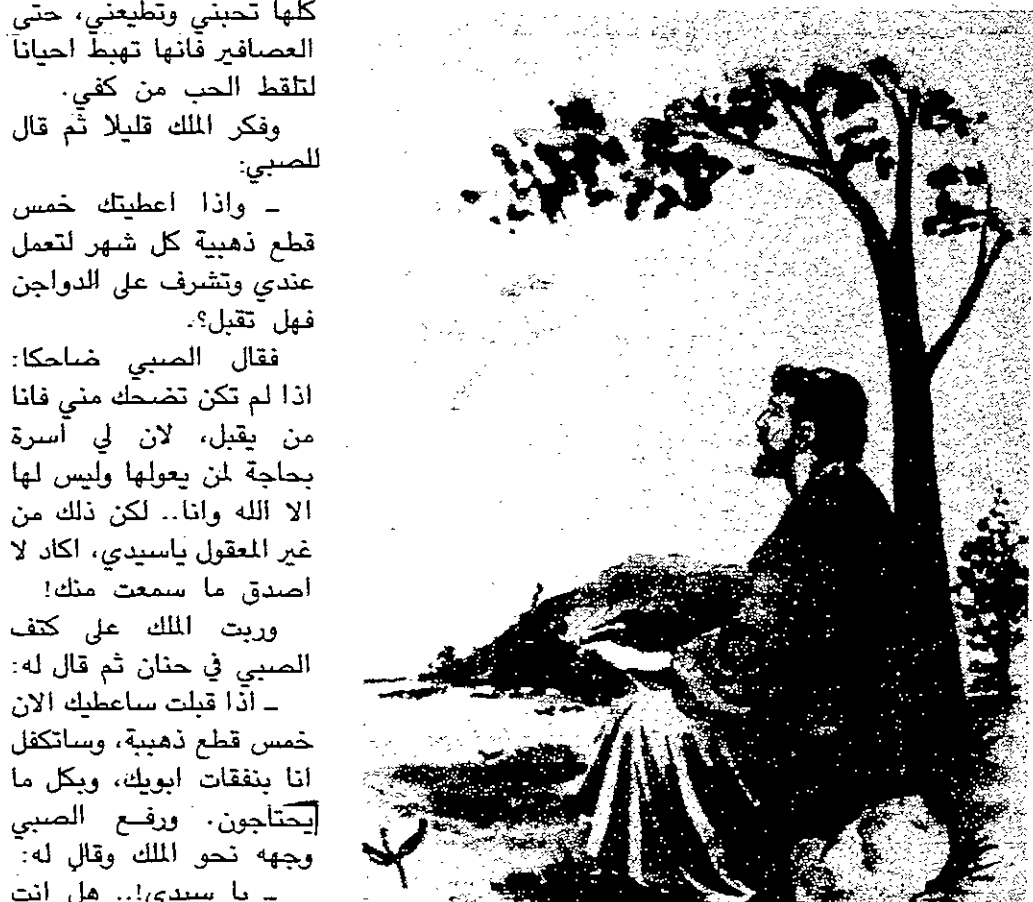 كلها تحبني وتطيعني، حتى
العصافير فانها تهبط احيانا
لتلقط الحب من كفي.
وفكر الملك قليلا ثم قال
للصبي:
ـ واذا اعطيتك خمس
قطع ذهبية كل شهر لتعمل
عندي وتشرف على الدواجن
فهل تقبل؟.
فقال الصبي ضاحكا:
اذا لم تكن تضحك مني فانا
من يقبل، لان لي أسرة
بحاجة لمن يعولها وليس لها
الا الله وانا.. لكن ذلك من
غير المعقول ياسيدي، اكاد لا
اصدق ما سمعت منك!
وربت الملك على كتف
الصبي في حنان ثم قال له:
ـ اذا قبلت ساعطيك الان
خمس قطع ذهبية، وساتكفل
انا بنفقات ابويك، وبكل ما
يحتاجون. ورفع الصبي
وجهه نحو الملك وقال له:
ـ يا سيدي!.. هل انت